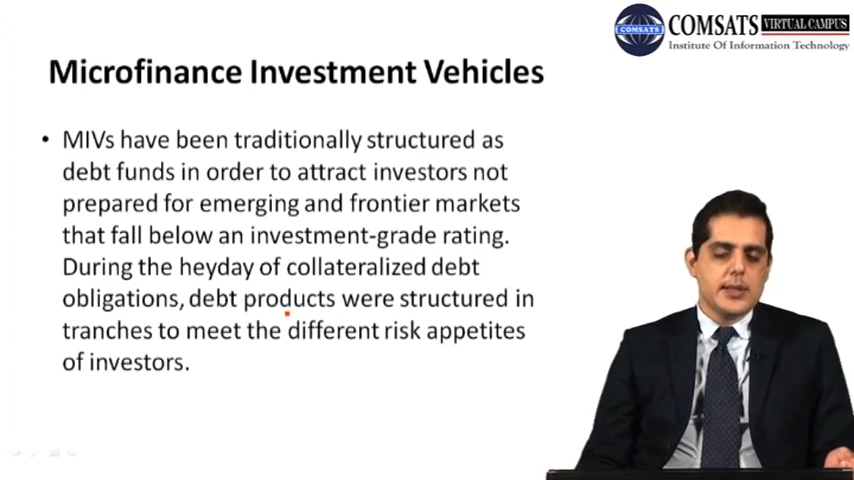 COMSATS
COMSATS VIRTUAL CAMPUS
Institute Of Information Technology
Microfinance Investment Vehicles
• MIVs have been traditionally structured as
debt funds in order to attract investors not
prepared for emerging and frontier markets
that fall below an investment-grade rating.
During the heyday of collateralized debt
obligations, debt products were structured in
tranches to meet the different risk appetites
of investors.